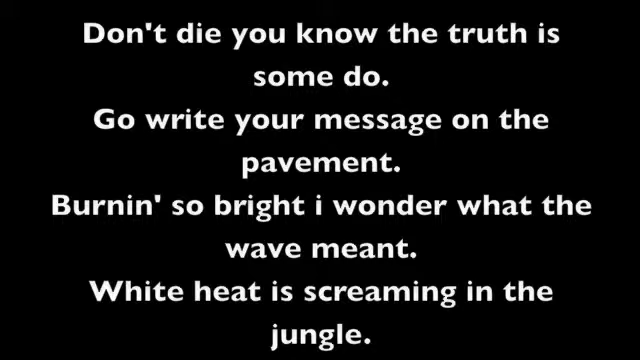 Don't die you know the truth is
some do.
Go write your message on the
pavement.
Burnin' so bright i wonder what the
wave meant.
White heat is screaming in the
jungle.